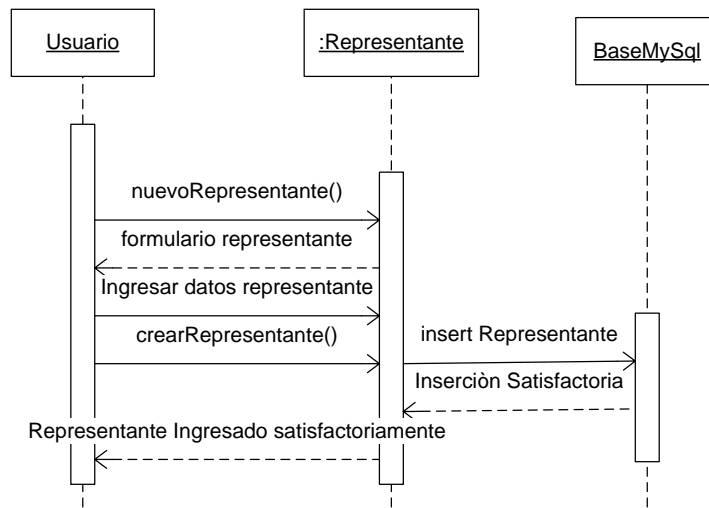 Usuario
:Representante
BaseMySql
nuevoRepresentante()
formulario representante
Ingresar datos representante
crearRepresentante()
insert Representante
Inserciòn Satisfactoria
Representante Ingresado satisfactoriamente